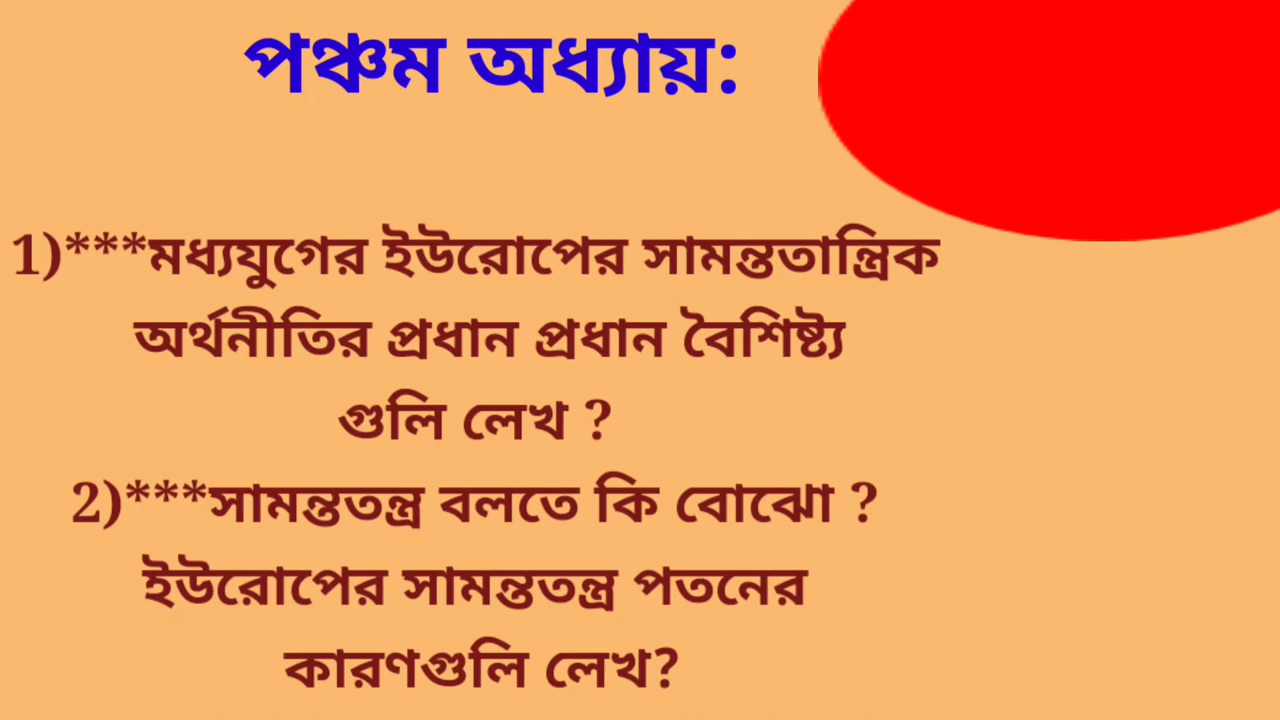 পঞ্চম অধ্যায়:
1)***মধ্যযুগের ইউরোপের সামন্ততান্ত্রিক
অর্থনীতির প্রধান প্রধান বৈশিষ্ট্য
গুলি লেখ ?
2)***সামন্ততন্ত্র বলতে কি বোঝো ?
ইউরোপের সামন্ততন্ত্র পতনের
কারণগুলি লেখ?